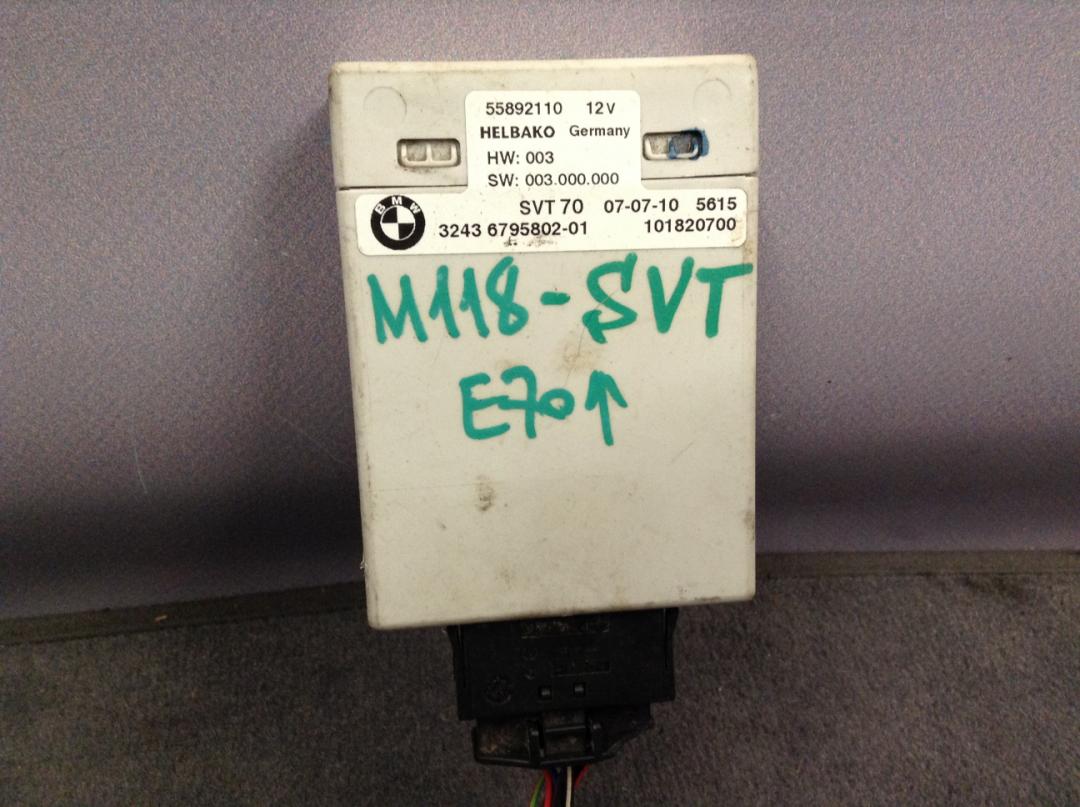 55892110 12V
HELBAKO Germany
HW: 003
SW: 003.000.000
BMW
SVT 70 07-07-10 5615
3243 6795802-01 101820700
M118-SVT
E70↑